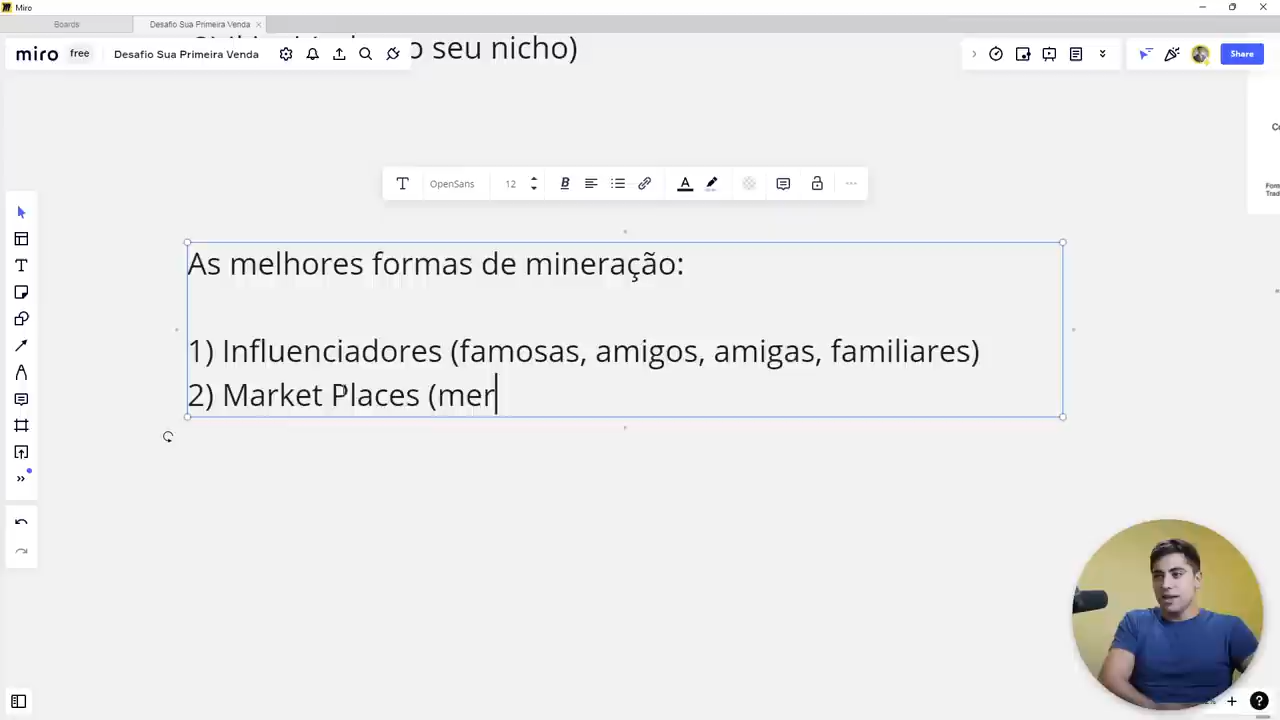 Miro
Boards
Desafio Sua Primeira Venda
miro free
Desafio Sua Primeira Venda
o seu nicho)
Share
OpenSans
12
As melhores formas de mineração:
1) Influenciadores (famosas, amigos, amigas, familiares)
2) Market Places (mer